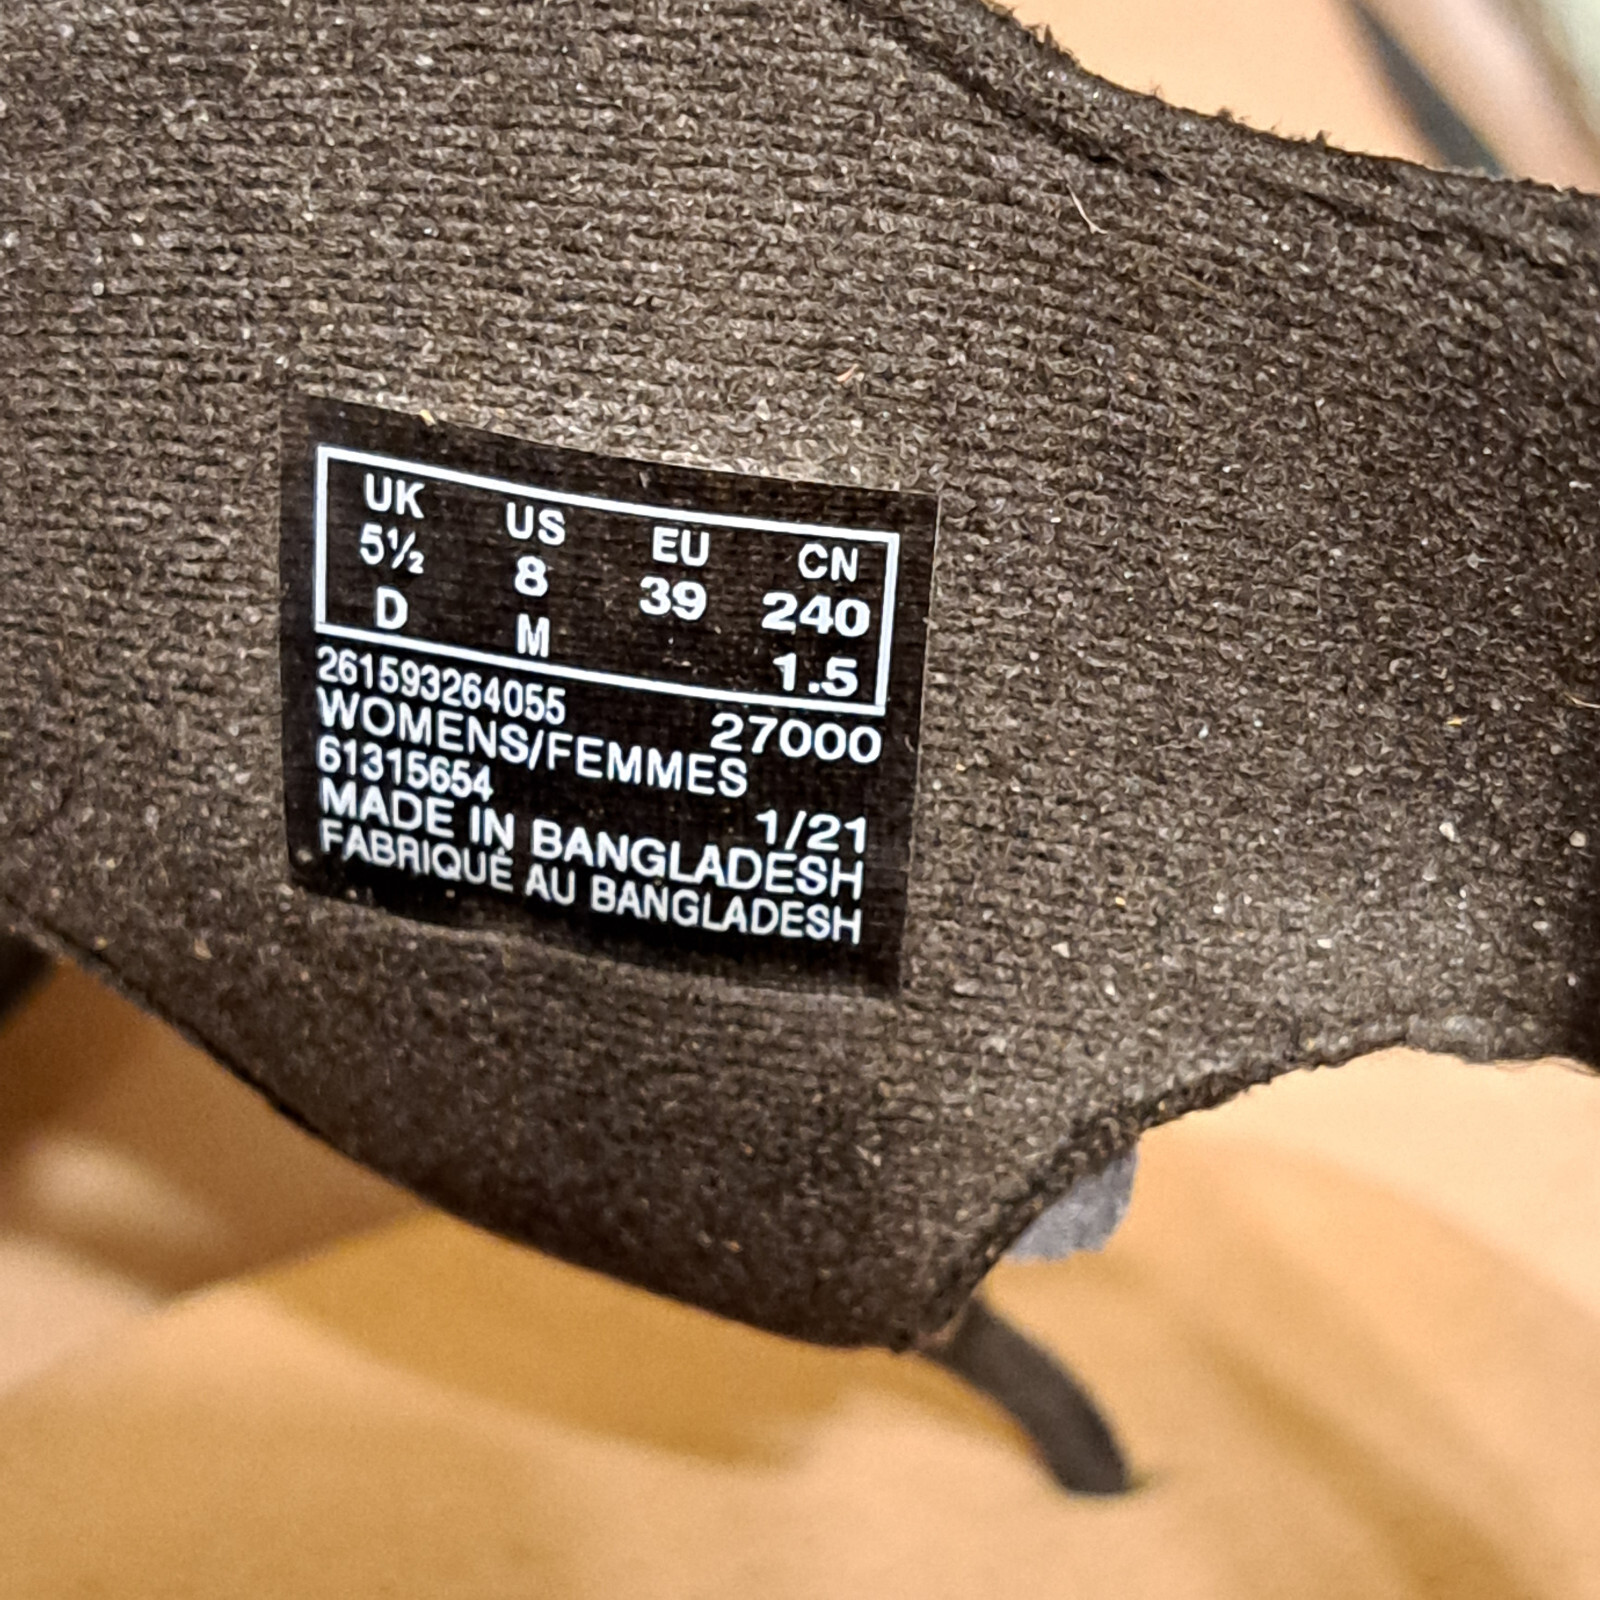 UK US EU CN
5½ 8 39 240
D M 1.5
261593264055 27000
WOMENS/FEMMES
61315654 1/21
MADE IN BANGLADESH
FABRIQUÉ AU BANGLADESH